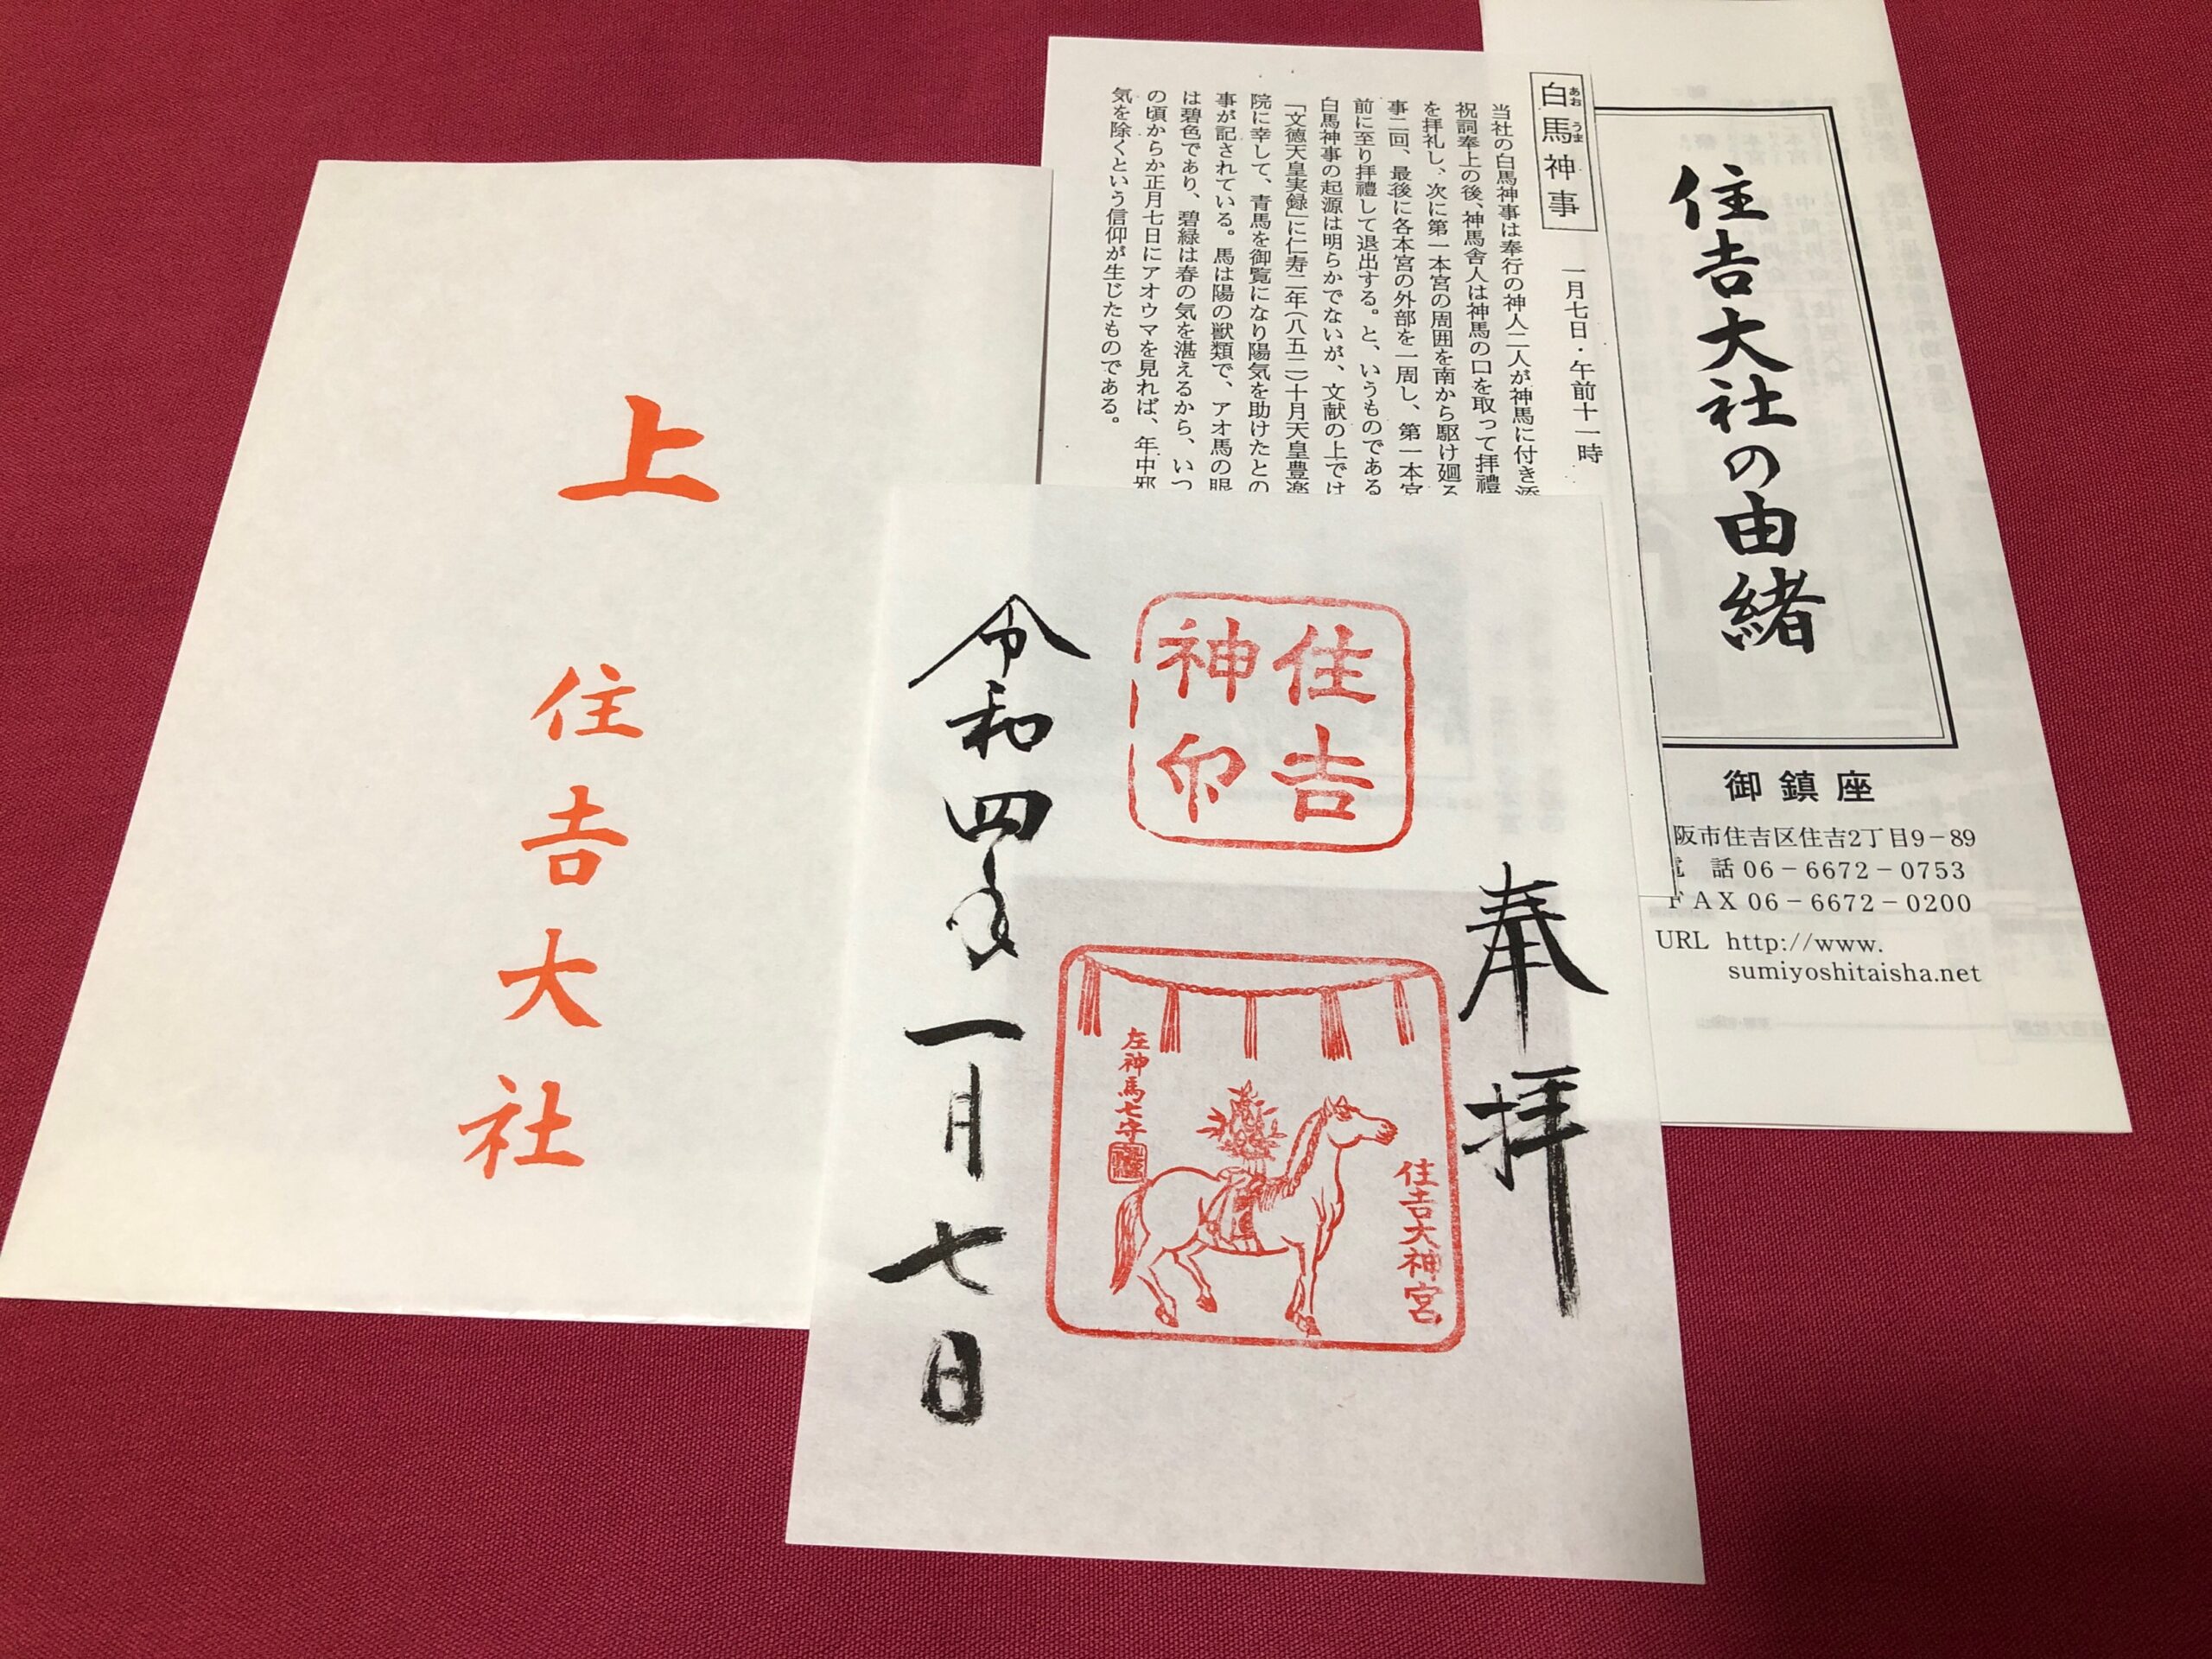 住吉大社の由緒
御鎮座
阪市住吉区住吉2丁目9-89
話 06-6672-0753
FAX 06-6672-0200
URL http://www.
sumiyoshitaisha.net
白馬神事
あおうま
一月七日・午前十一時
当社の白馬神事は奉行の神人二人が神馬に付き添
祝詞奉上の後、神馬舎人は神馬の口を取って拝禮
を拝礼し、次に第一本宮の周囲を南から駆け廻る
事二回、最後に各本宮の外部を一周し、第一本宮
前に至り拝禮して退出する。と、いうものである
白馬神事の起源は明らかでないが、文献の上では
「文徳天皇実録」に仁寿二年(八五二)十月天皇豊楽
院に幸して、青馬を御覧になり陽気を助けたとの
事が記されている。馬は陽の獣類で、アオ馬の眼
は碧色であり、碧緑は春の気を湛えるから、いつ
の頃からか正月七日にアオウマを見れば、年中邪
気を除くという信仰が生じたものである。
奉拝
住吉神印
住吉大神宮
左神馬七字
令和四年一月七日
上
住吉大社